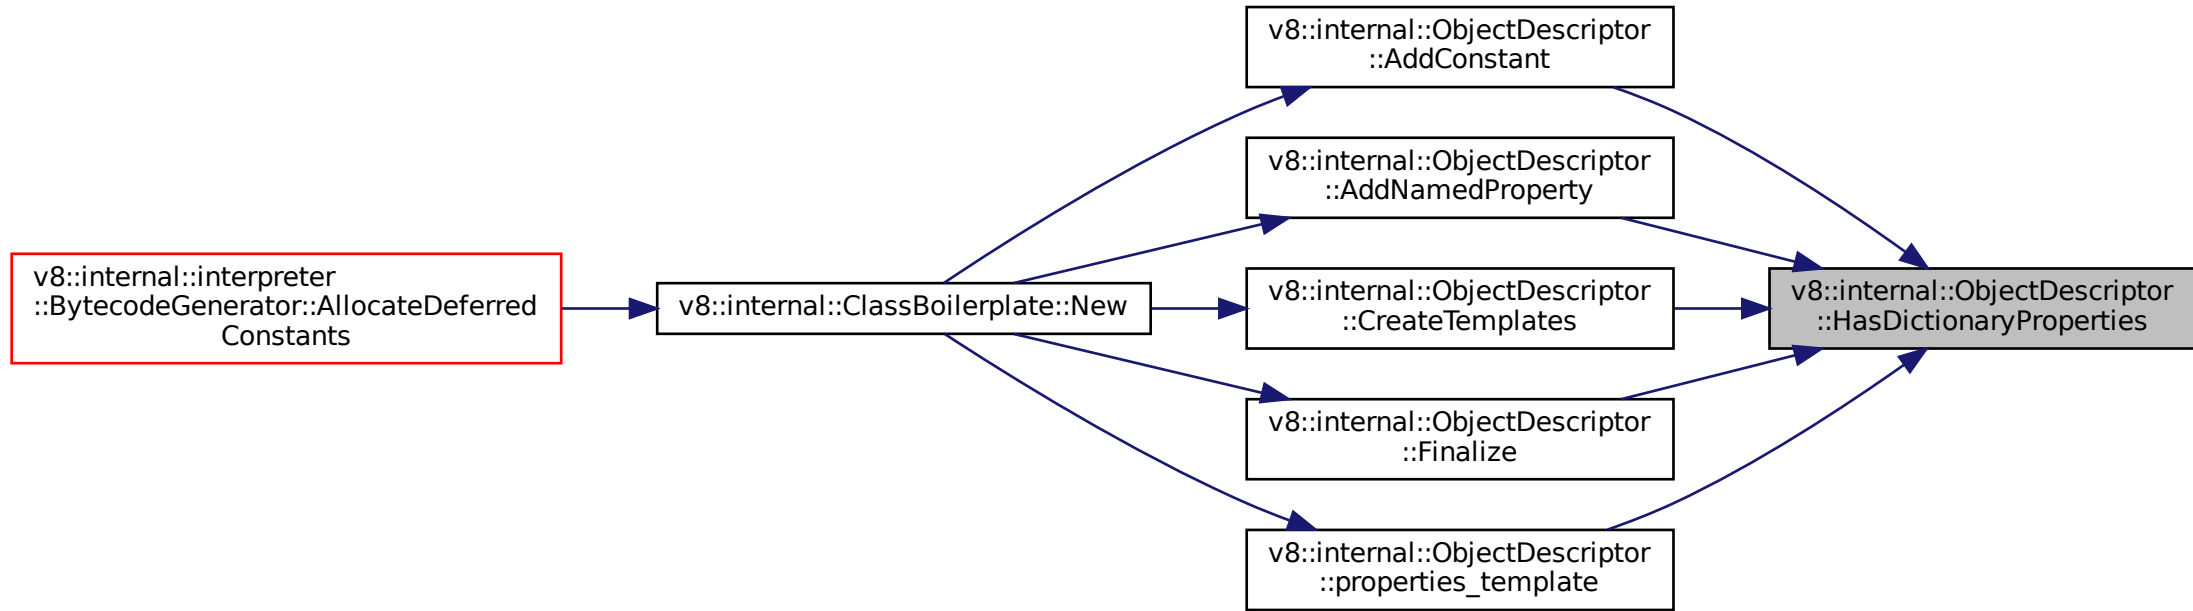 v8::internal::interpreter
::BytecodeGenerator::AllocateDeferred
Constants
v8::internal::ClassBoilerplate::New
v8::internal::ObjectDescriptor
::AddConstant
v8::internal::ObjectDescriptor
::AddNamedProperty
v8::internal::ObjectDescriptor
::CreateTemplates
v8::internal::ObjectDescriptor
::Finalize
v8::internal::ObjectDescriptor
::properties_template
v8::internal::ObjectDescriptor
::HasDictionaryProperties